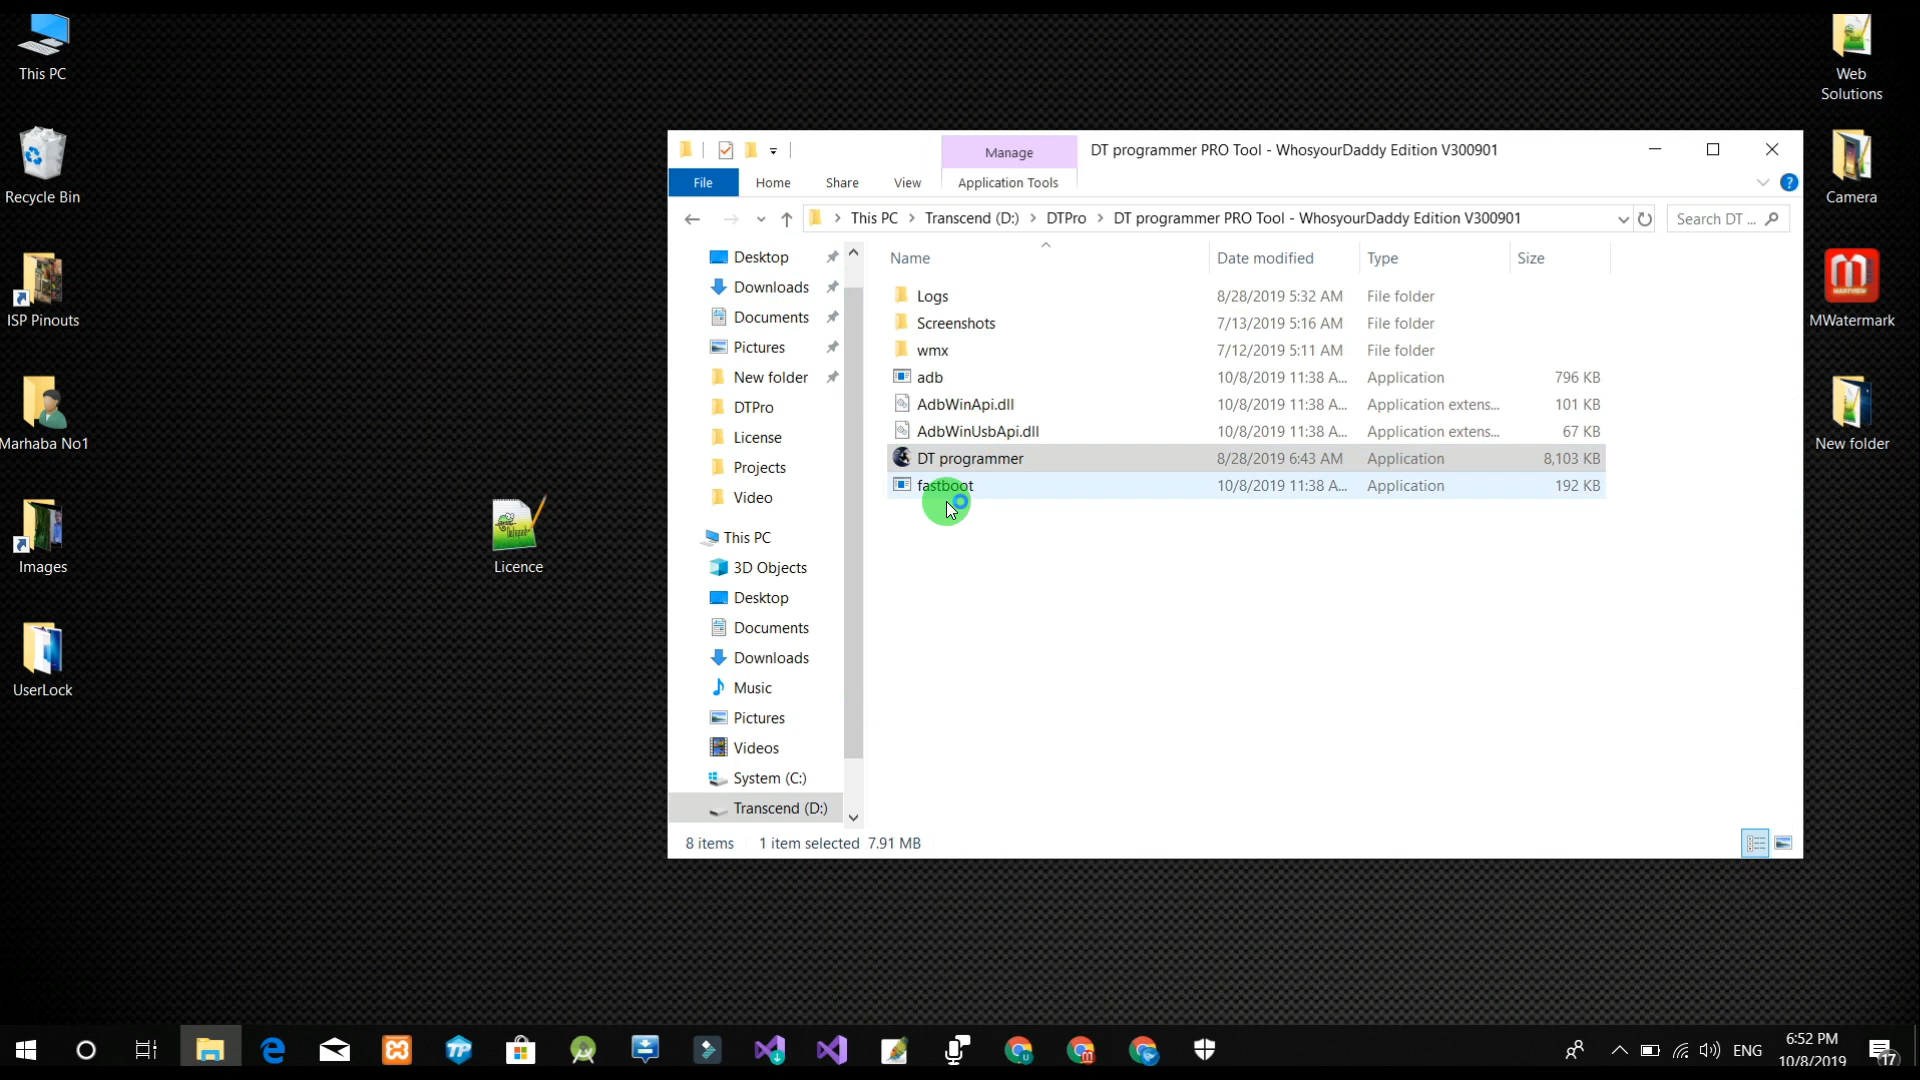 This PC
Recycle Bin
ISP Pinouts
Marhaba No1
Images
UserLock
Licence
Web
Solutions
Camera
MWatermark
New folder
Manage
DT programmer PRO Tool - WhosyourDaddy Edition V300901
File
Home
Share
View
Application Tools
This PC > Transcend (D:) > DTPro > DT programmer PRO Tool - WhosyourDaddy Edition V300901
Search DT ...
Desktop
Downloads
Documents
Pictures
New folder
DTPro
License
Projects
Video
This PC
3D Objects
Desktop
Documents
Downloads
Music
Pictures
Videos
System (C:)
Transcend (D:)
Name Date modified Type Size
Logs 8/28/2019 5:32 AM File folder
Screenshots 7/13/2019 5:16 AM File folder
wmx 7/12/2019 5:11 AM File folder
adb 10/8/2019 11:38 A... Application 796 KB
AdbWinApi.dll 10/8/2019 11:38 A... Application extens... 101 KB
AdbWinUsbApi.dll 10/8/2019 11:38 A... Application extens... 67 KB
DT programmer 8/28/2019 6:43 AM Application 8,103 KB
fastboot 10/8/2019 11:38 A... Application 192 KB
8 items 1 item selected 7.91 MB
ENG
6:52 PM
10/8/2019
17